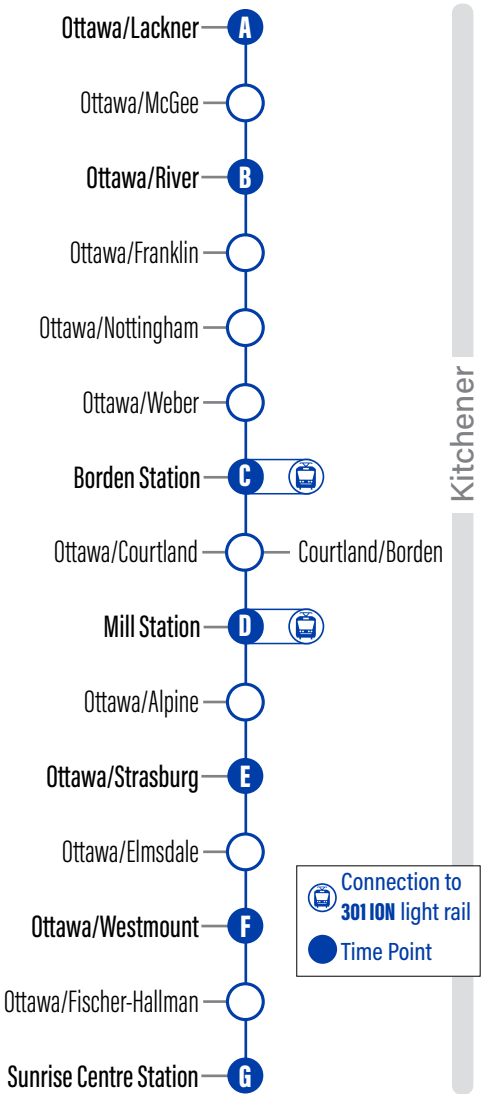 Ottawa/Lackner
A
Ottawa/McGee
Ottawa/River
B
Ottawa/Franklin
Ottawa/Nottingham
Ottawa/Weber
Borden Station
C
Ottawa/Courtland
Courtland/Borden
Mill Station
D
Ottawa/Alpine
Ottawa/Strasburg
E
Ottawa/Elmsdale
Ottawa/Westmount
F
Ottawa/Fischer-Hallman
Sunrise Centre Station
G
Kitchener
Connection to
301 ION light rail
Time Point